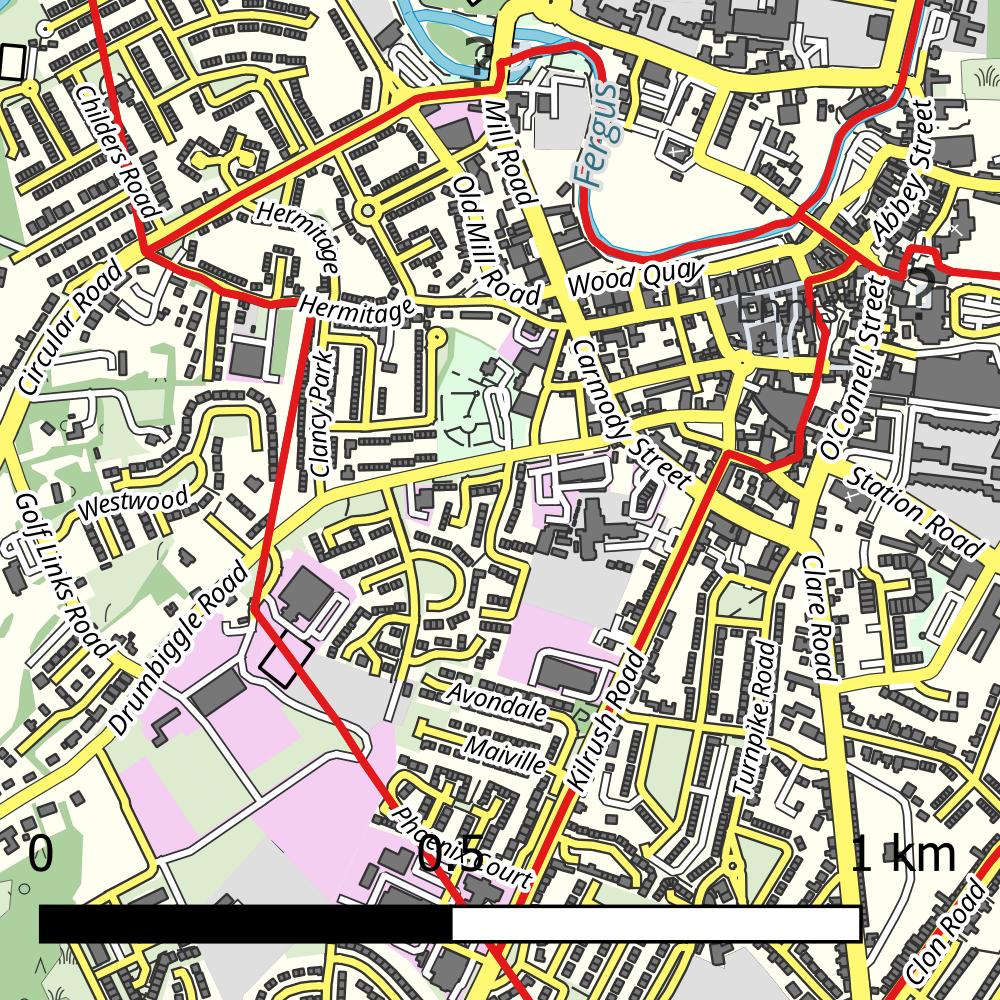 Childers Road
Mill Road
Fergus
Abbey Street
Old Mill Road
Hermitage
Wood Quay
Hermitage
Circular Road
Ennis
O'Connell Street
Carmody Street
Clancy Park
Westwood
Golf Links Road
Station Road
Drumbiggle Road
Clare Road
Avondale
Kilrush Road
Turnpike Road
Maiville
Phoenix Court
0
0.5
1 km
Clon Road